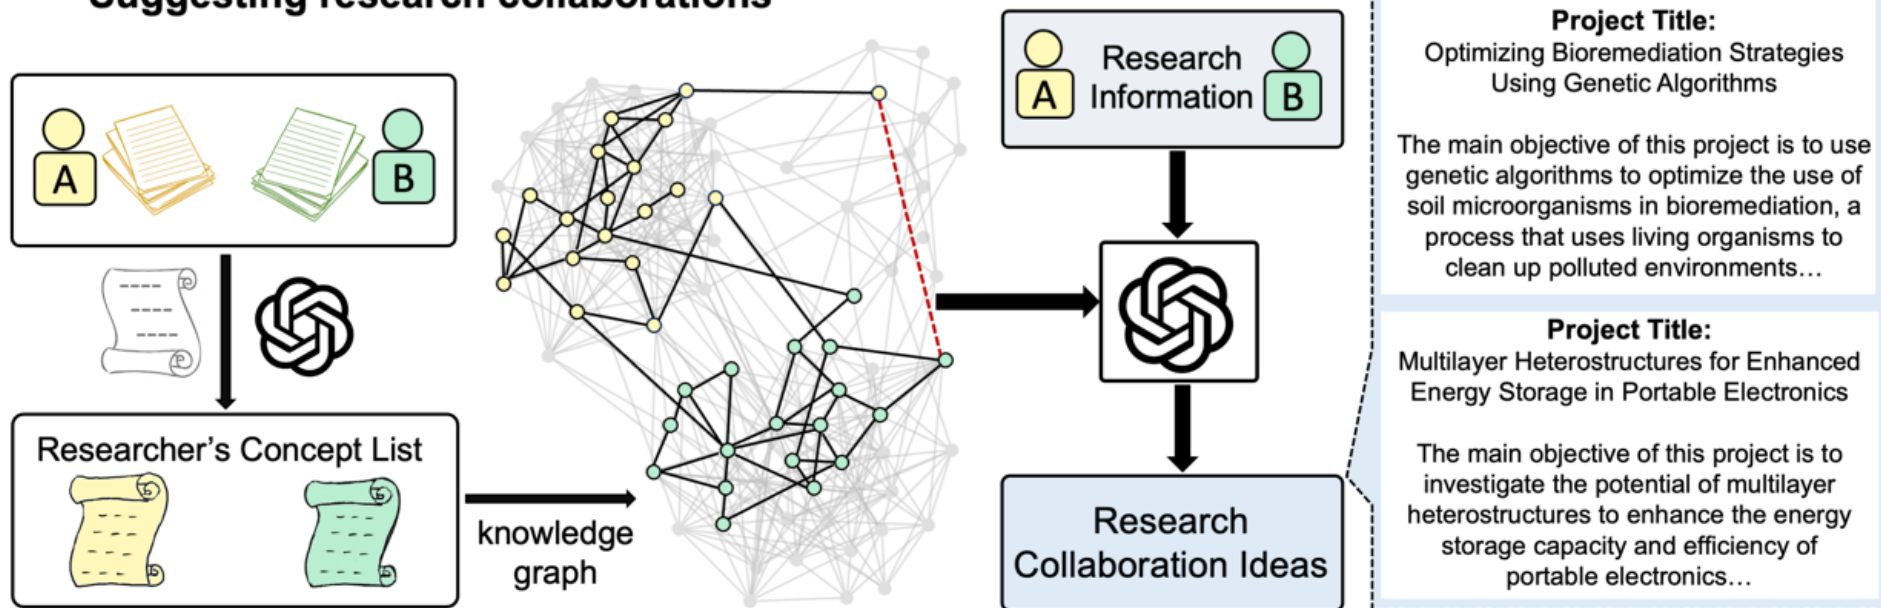 Suggesting research collaborations
A
B
Researcher's Concept List
knowledge
graph
A
Research
Information
B
Research
Collaboration Ideas
Project Title:
Optimizing Bioremediation Strategies
Using Genetic Algorithms
The main objective of this project is to use
genetic algorithms to optimize the use of
soil microorganisms in bioremediation, a
process that uses living organisms to
clean up polluted environments…
Project Title:
Multilayer Heterostructures for Enhanced
Energy Storage in Portable Electronics
The main objective of this project is to
investigate the potential of multilayer
heterostructures to enhance the energy
storage capacity and efficiency of
portable electronics…